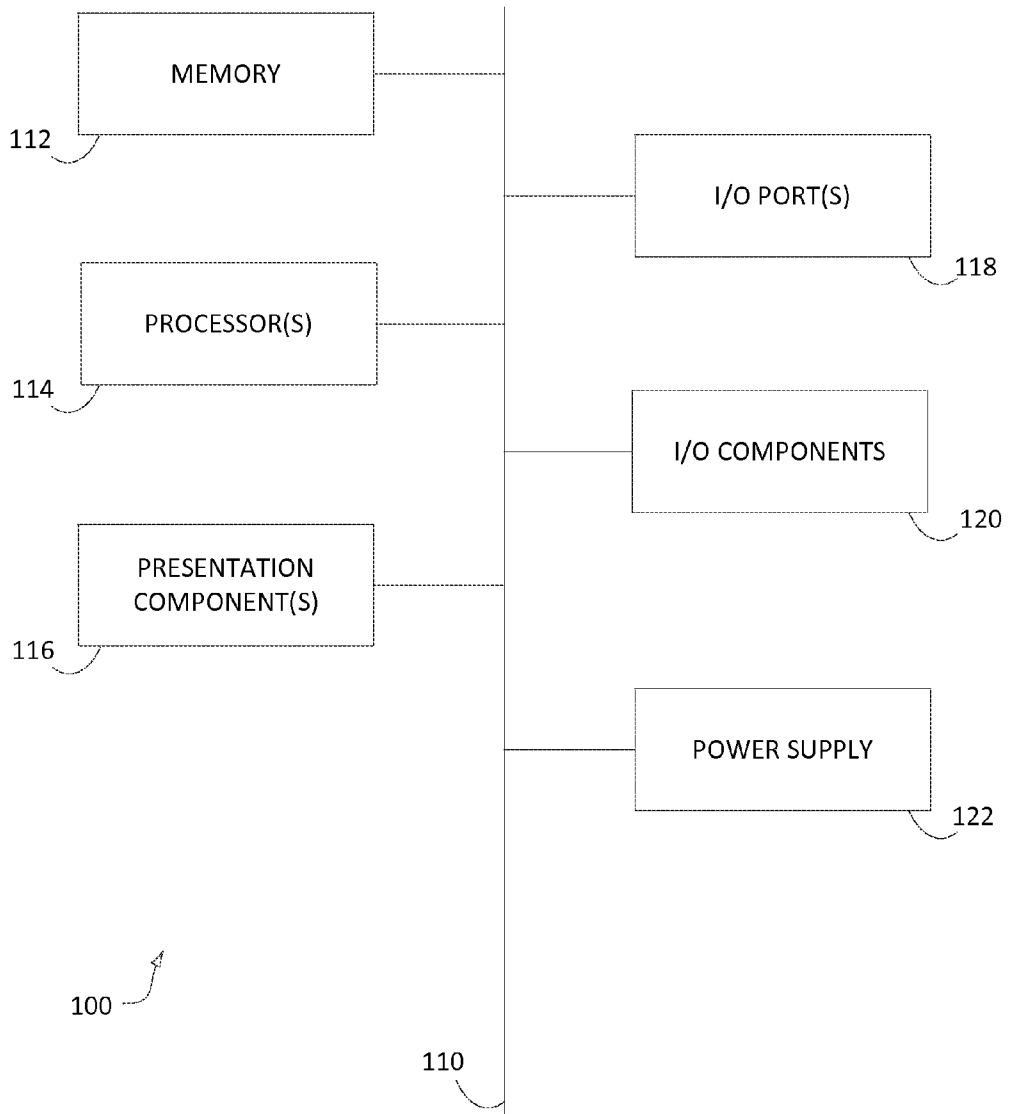 MEMORY
112
I/O PORT(S)
118
PROCESSOR(S)
114
I/O COMPONENTS
120
PRESENTATION
COMPONENT(S)
116
POWER SUPPLY
122
100
110